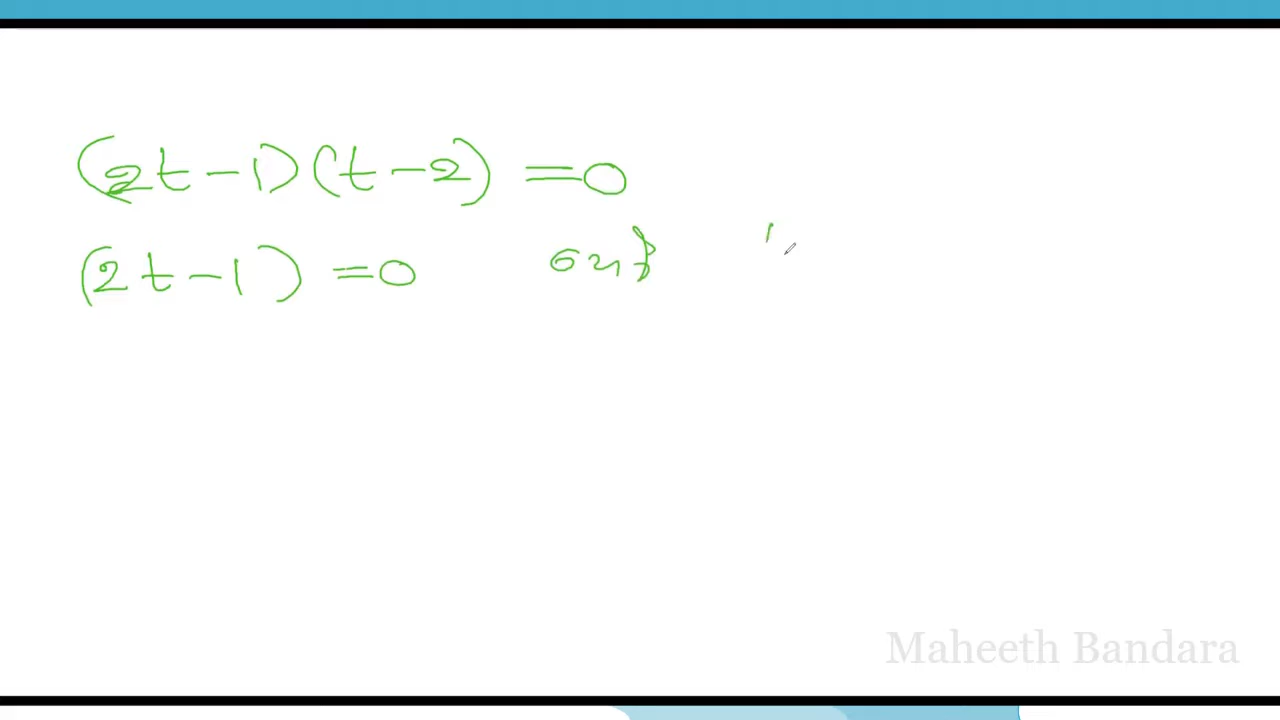 (2t-1)(t-2) = 0
(2t-1) = 0
Maheeth Bandara